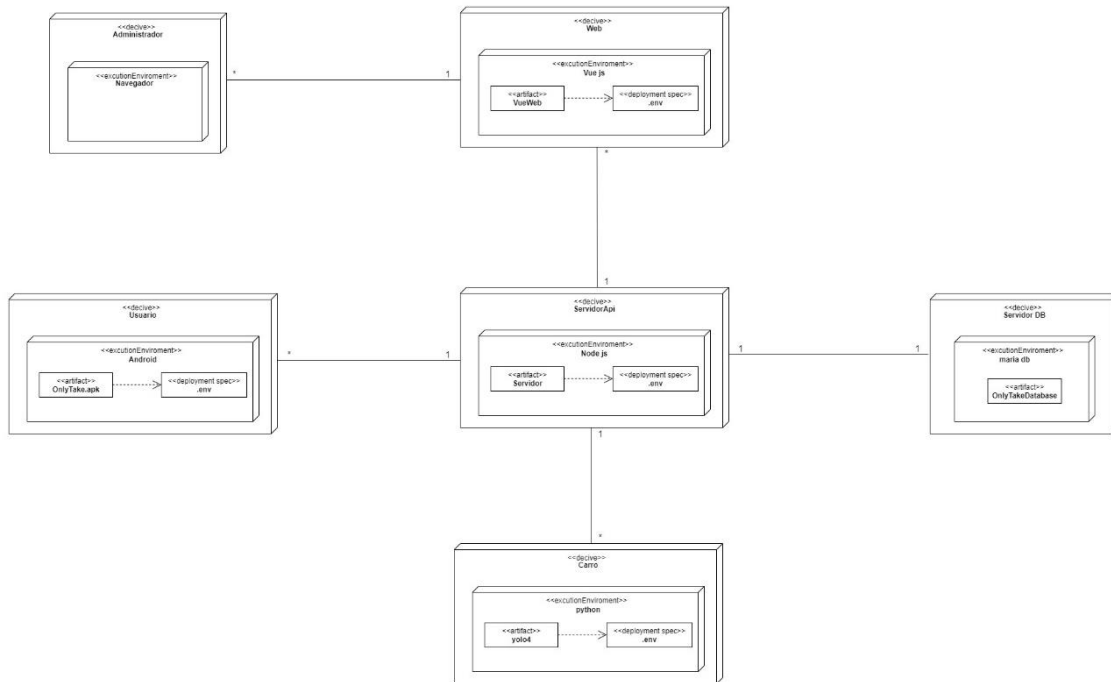 <<decive>>
Administrador
<<excutionEnviroment>>
Navegador
*
1
<<decive>>
Web
<<excutionEnviroment>>
Vue js
<<artifact>>
VueWeb
<<deployment spec>>
.env
*
1
<<decive>>
Usuario
<<excutionEnviroment>>
Android
<<artifact>>
OnlyTake.apk
<<deployment spec>>
.env
*
1
<<decive>>
ServidorApi
<<excutionEnviroment>>
Node js
<<artifact>>
Servidor
<<deployment spec>>
.env
1
1
<<decive>>
Servidor DB
<<excutionEnviroment>>
maria db
<<artifact>>
OnlyTakeDatabase
1
*
<<decive>>
Carro
<<excutionEnviroment>>
python
<<artifact>>
yolo4
<<deployment spec>>
.env